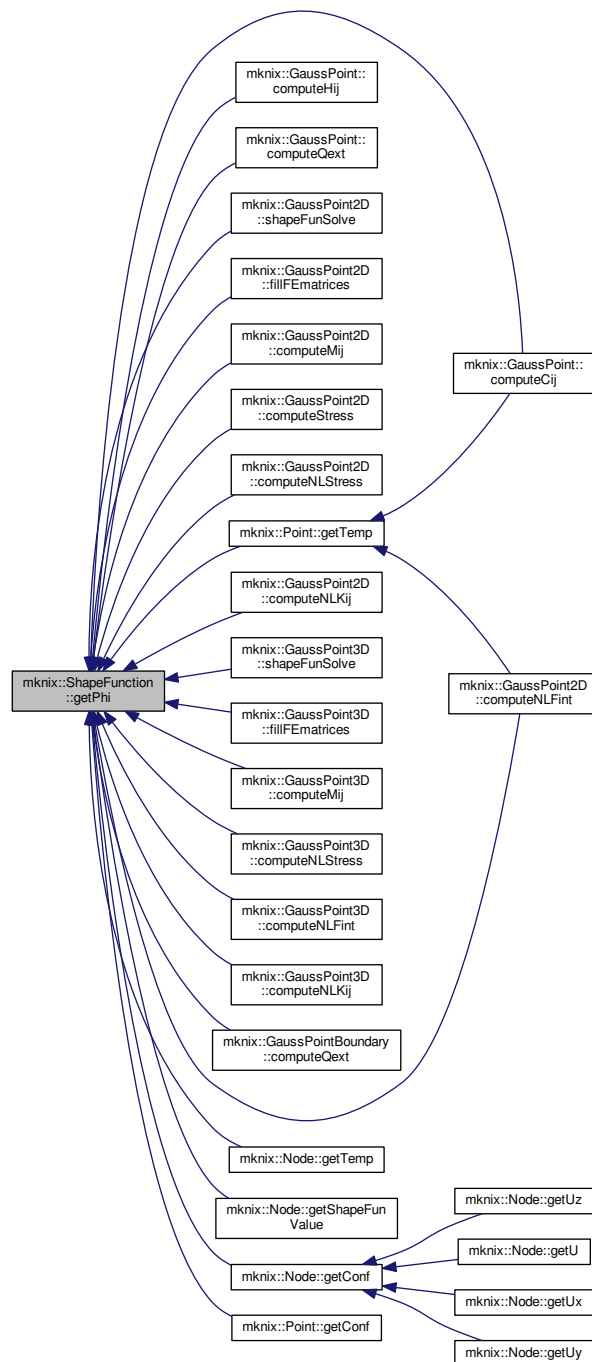 mknix::ShapeFunction
::getPhi
mknix::GaussPoint::
computeHij
mknix::GaussPoint::
computeQext
mknix::GaussPoint2D
::shapeFunSolve
mknix::GaussPoint2D
::fillFEmatrices
mknix::GaussPoint2D
::computeMij
mknix::GaussPoint2D
::computeStress
mknix::GaussPoint2D
::computeNLStress
mknix::Point::getTemp
mknix::GaussPoint2D
::computeNLKij
mknix::GaussPoint3D
::shapeFunSolve
mknix::GaussPoint3D
::fillFEmatrices
mknix::GaussPoint3D
::computeMij
mknix::GaussPoint3D
::computeNLStress
mknix::GaussPoint3D
::computeNLFint
mknix::GaussPoint3D
::computeNLKij
mknix::GaussPointBoundary
::computeQext
mknix::Node::getTemp
mknix::Node::getShapeFun
Value
mknix::Node::getConf
mknix::Point::getConf
mknix::GaussPoint::
computeCij
mknix::GaussPoint2D
::computeNLFint
mknix::Node::getUz
mknix::Node::getU
mknix::Node::getUx
mknix::Node::getUy